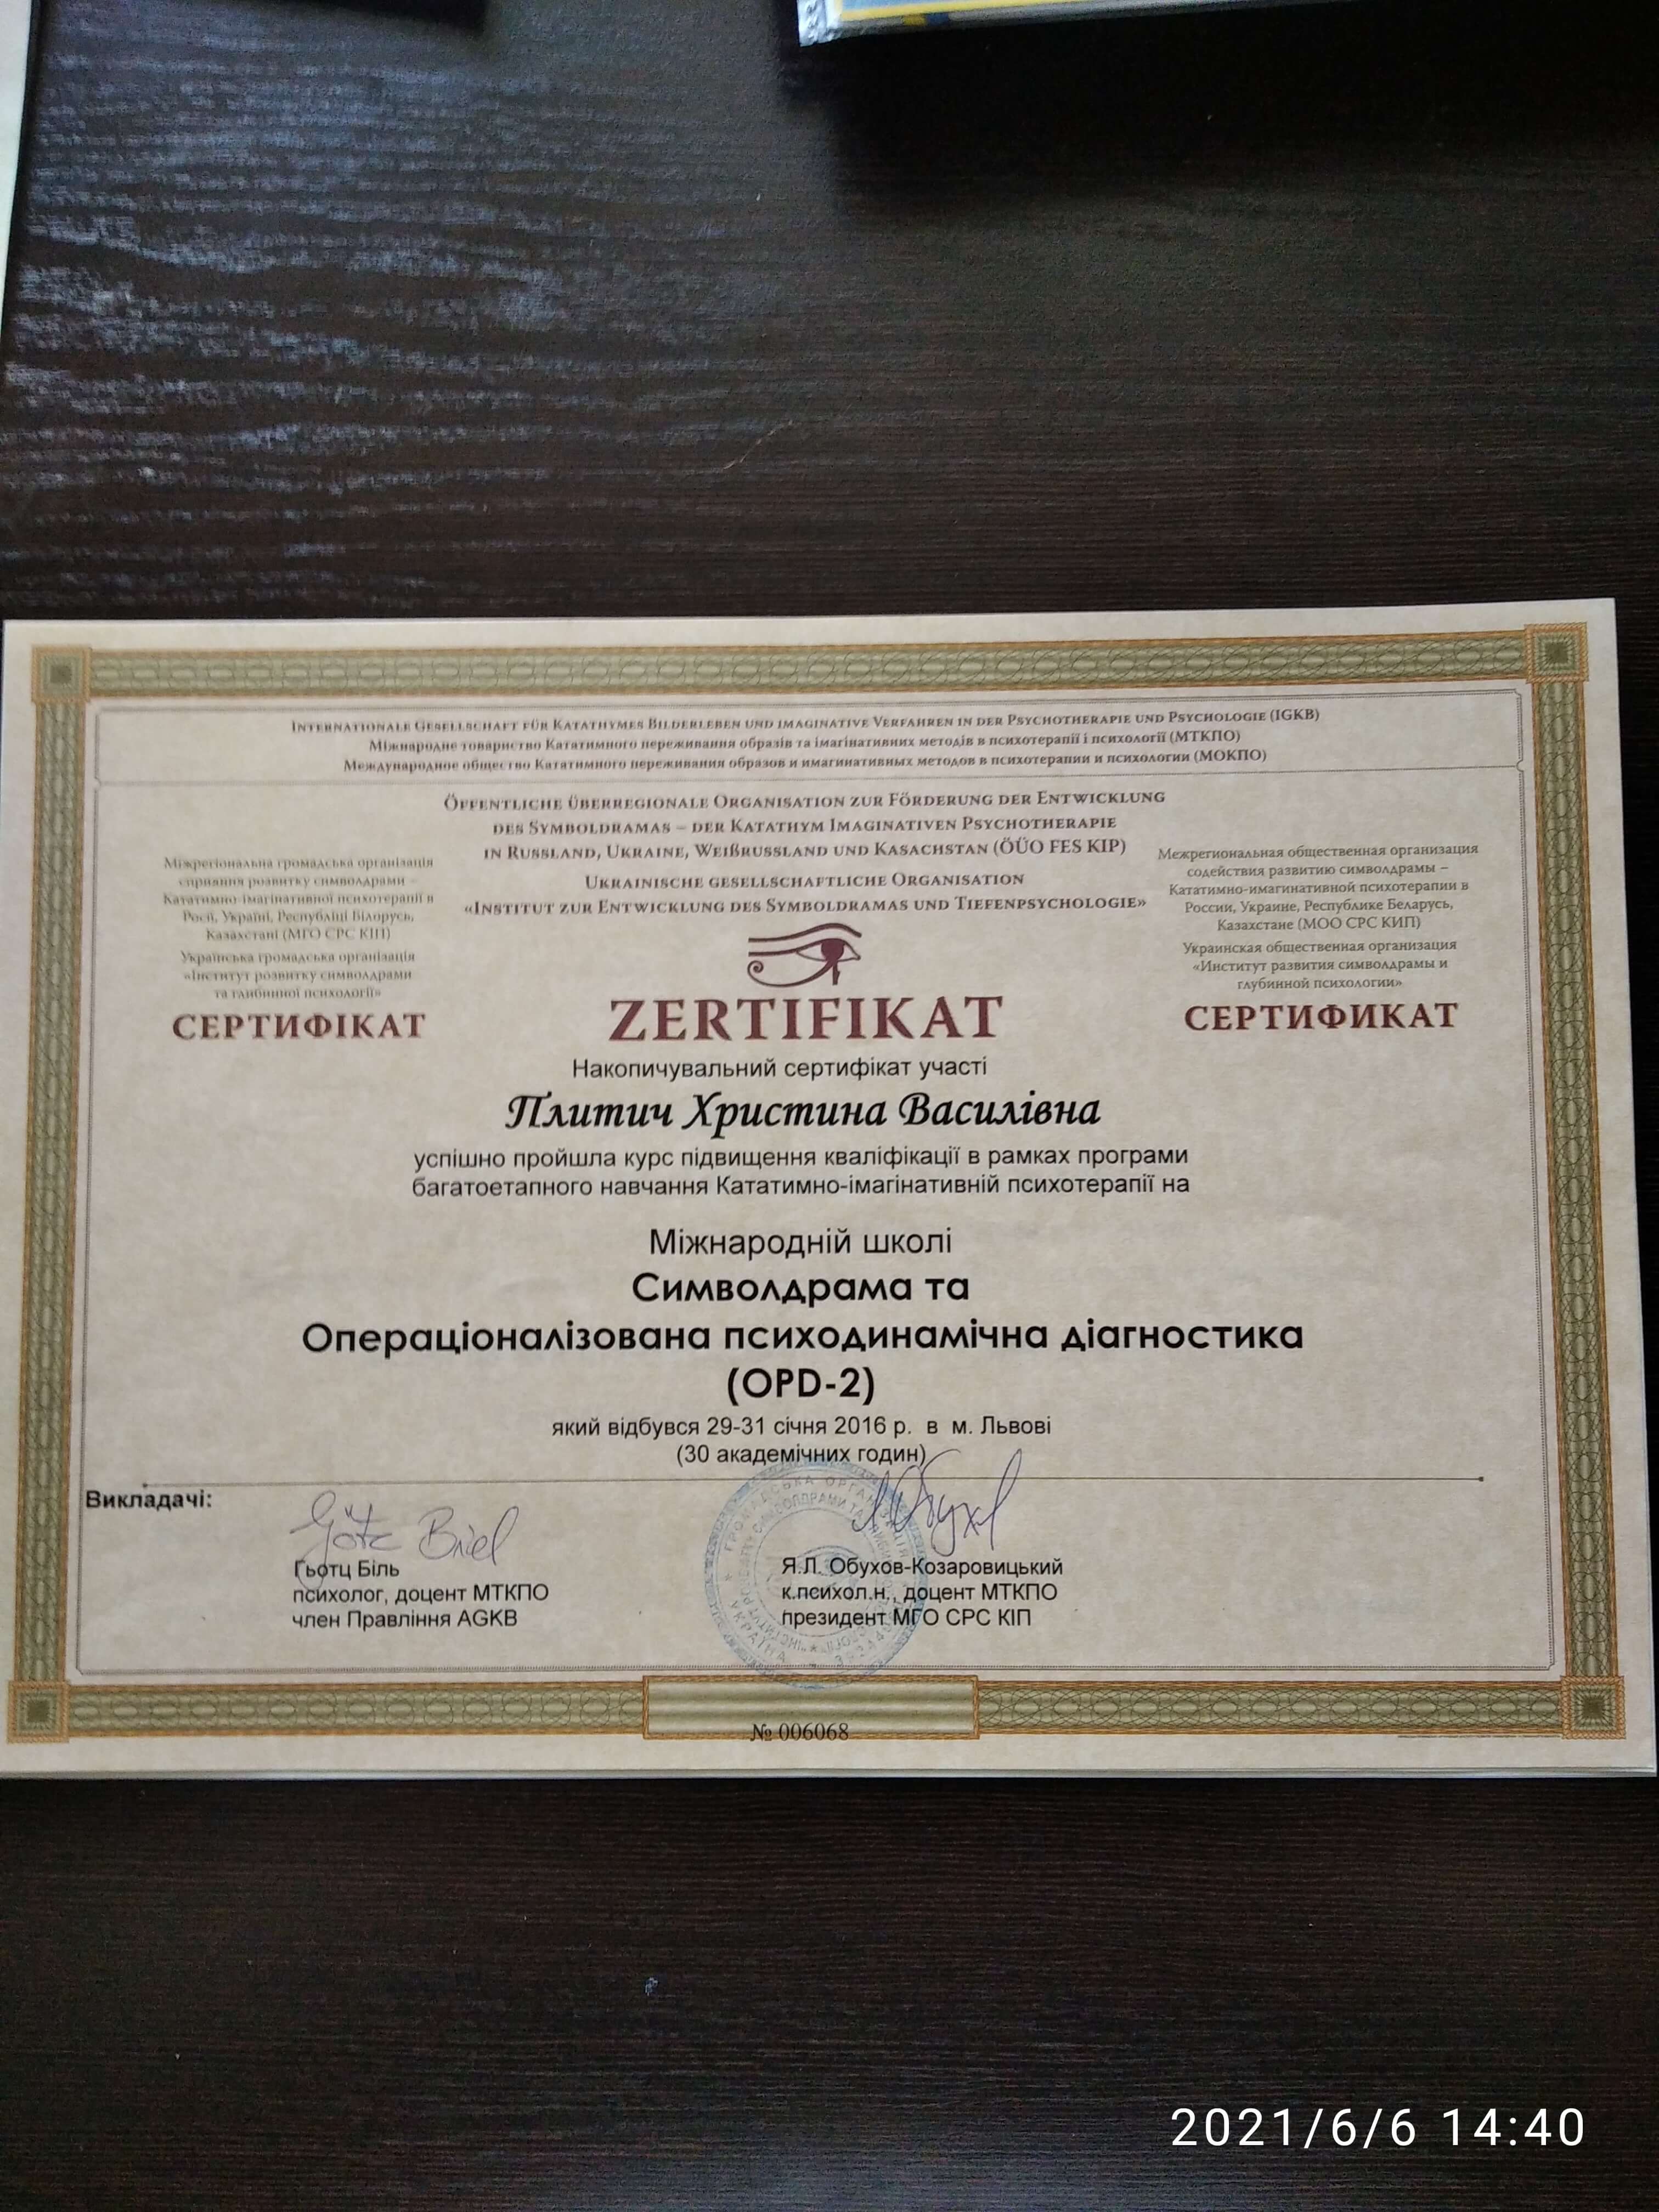 Internationale Gesellschaft für Katathymes Bilderleben und imaginative Verfahren in der Psychotherapie und Psychologie (IGKB)
Міжнародне товариство Кататимного переживання образів та імагінативних методів в психотерапії і психології (МТКПО)
Международное общество Кататимного переживания образов и имагинативных методов в психотерапии и психологии (МОКПО)
Öffentliche überregionale Organisation zur Förderung der Entwicklung
des Symboldramas – der Katathym Imaginativen Psychotherapie
in Russland, Ukraine, Weißrussland und Kasachstan (ÖÜO FES KIP)
Ukrainische gesellschaftliche Organisation
«Institut zur Entwicklung des Symboldramas und Tiefenpsychologie»
Міжрегіональна громадська організація
сприяння розвитку символдрами –
Кататимно-імагінативної психотерапії в
Росії, Україні, Республіці Білорусь,
Казахстані (МГО СРС КІП)
Українська громадська організація
«Інститут розвитку символдрами
та глибинної психології»
СЕРТИФІКАТ
ZERTIFIKAT
Межрегиональная общественная организация
содействия развитию символдрамы –
Кататимно-имагинативной психотерапии в
России, Украине, Республике Беларусь,
Казахстане (МОО СРС КИП)
Украинская общественная организация
«Институт развития символдрамы и
глубинной психологии»
СЕРТИФИКАТ
Накопичувальний сертифікат участі
Плитич Христина Василівна
успішно пройшла курс підвищення кваліфікації в рамках програми
багатоетапного навчання Кататимно-імагінативній психотерапії на
Міжнародній школі
Символдрама та
Операціоналізована психодинамічна діагностика
(OPD-2)
який відбувся 29-31 січня 2016 р. в м. Львові
(30 академічних годин)
Викладачі:
Götz Biel
Гьотц Біль
психолог, доцент МТКПО
член Правління AGKB
Я.Л. Обухов-Козаровицький
к.психол.н., доцент МТКПО
президент МГО СРС КІП
№ 006068
2021/6/6 14:40